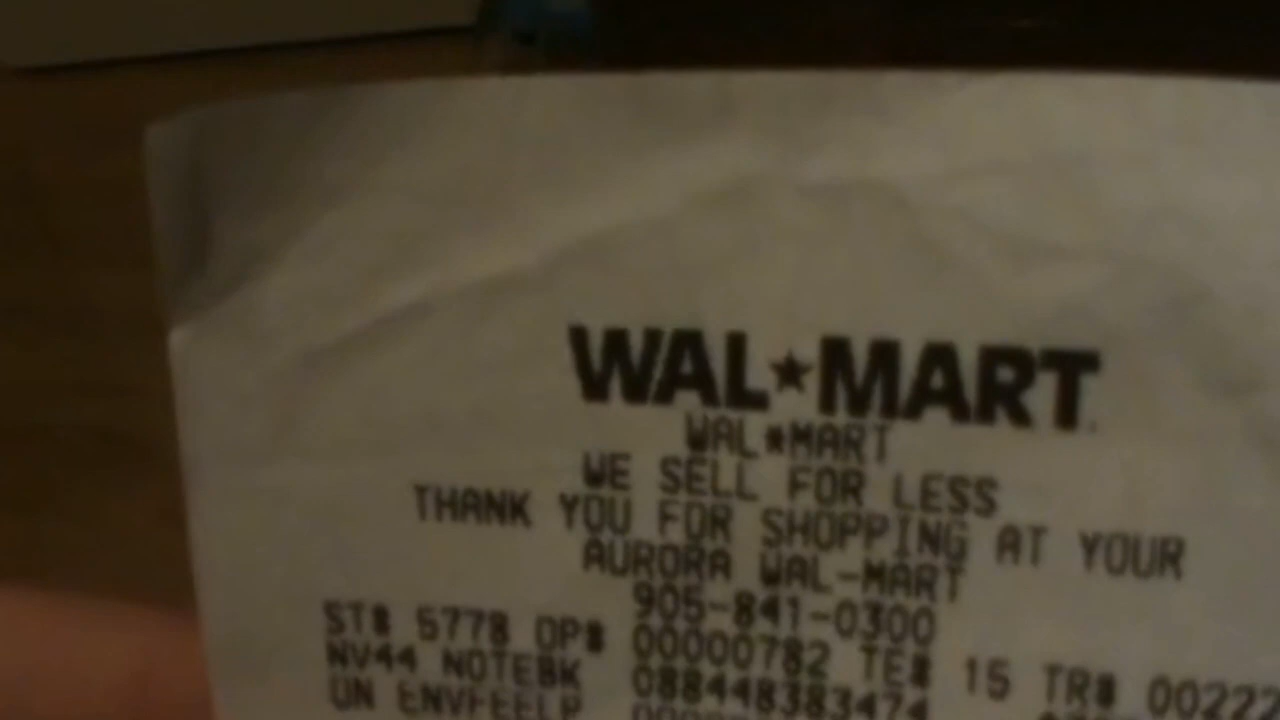 WAL★MART
WAL*MART
WE SELL FOR LESS
THANK YOU FOR SHOPPING AT YOUR
AURORA WAL-MART
905-841-0300
ST# 5778 OP# 00000782 TE# 15 TR# 00222
NV44 NOTEBK 088448383474
UN